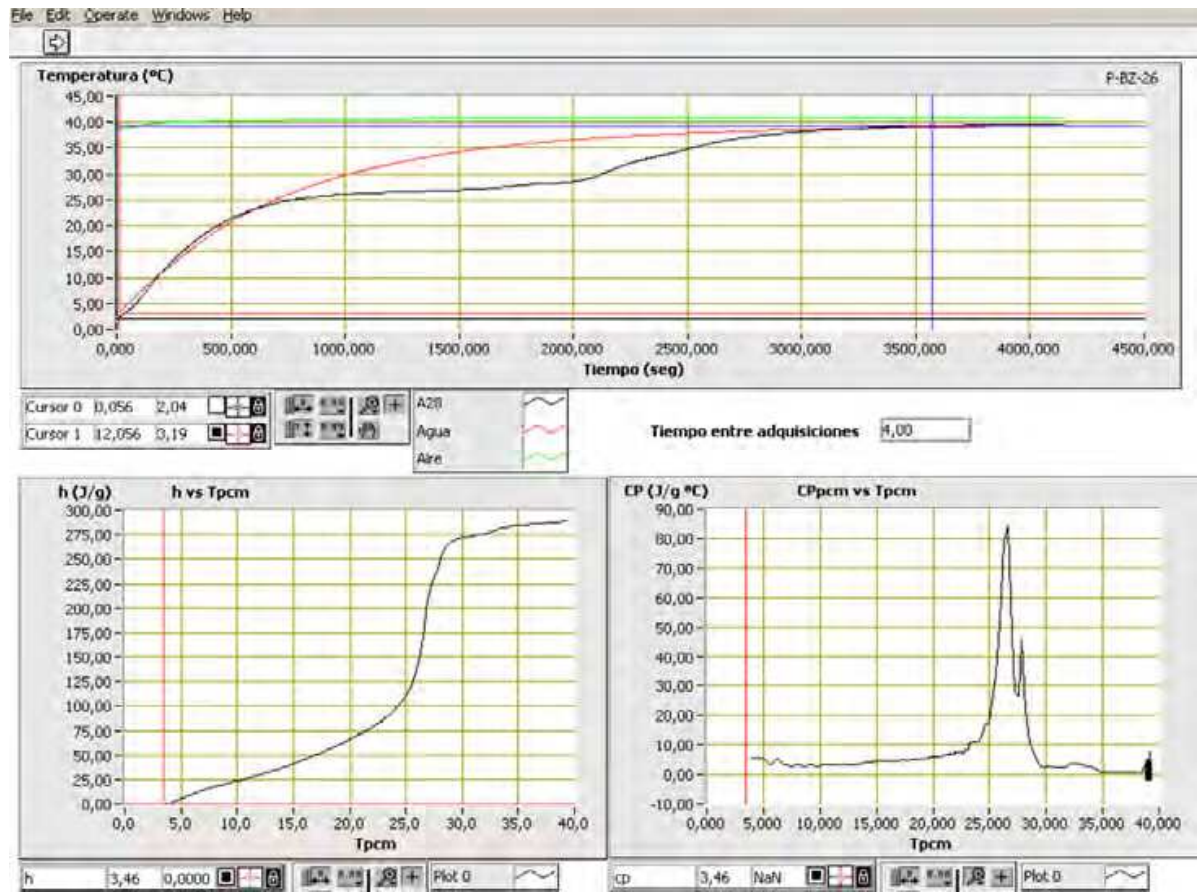 File Edit Operate Windows Help
Temperatura (ºC) P-BZ-26
45,00
40,00
35,00
30,00
25,00
20,00
15,00
10,00
5,00
0,00
0,000 500,000 1000,000 1500,000 2000,000 2500,000 3000,000 3500,000 4000,000 4500,000
Tiempo (seg)
Cursor 0 0,056 2,04
Cursor 1 12,056 3,19
A28
Agua
Aire
Tiempo entre adquisiciones 4,00
h (J/g) h vs Tpcm
300,00
275,00
250,00
225,00
200,00
175,00
150,00
125,00
100,00
75,00
50,00
25,00
0,00
0,0 5,0 10,0 15,0 20,0 25,0 30,0 35,0 40,0
Tpcm
h 3,46 0,0000 Plot 0
CP (J/g ºC) CPpcm vs Tpcm
90,00
80,00
70,00
60,00
50,00
40,00
30,00
20,00
10,00
0,00
-10,00
0,000 5,000 10,000 15,000 20,000 25,000 30,000 35,000 40,000
Tpcm
cp 3,46 NaN Plot 0